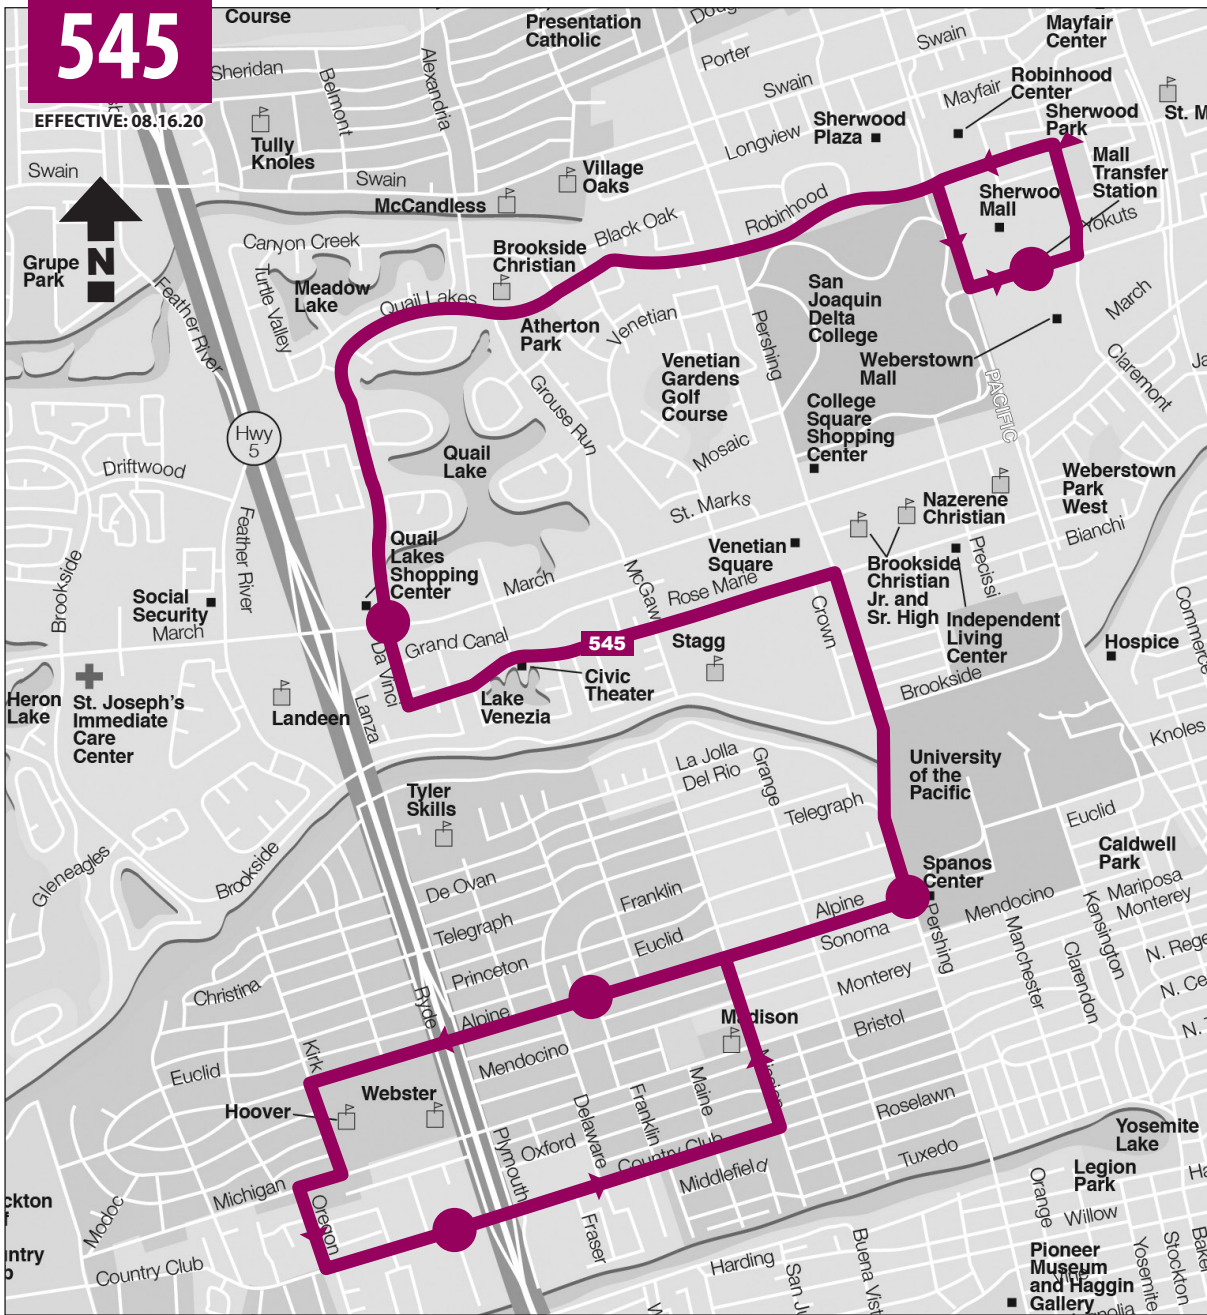 545
EFFECTIVE: 08.16.20
Course
Presentation
Catholic
Porter
Swain
Mayfair
Center
Sheridan
Belmont
Alexandria
Swain
Mayfair
Robinhood
Center
Sherwood
Park
Tully
Knoles
Longview
Sherwood
Plaza
Mall
Transfer
Station
Swain
Swain
Village
Oaks
McCandless
Black Oak
Robinhood
Sherwoo
Mall
Yokuts
N
Grupe
Park
Canyon Creek
Brookside
Christian
Turtle Valley
Meadow
Lake
Quail Lakes
Feather River
Atherton
Park
Venetian
San
Joaquin
Delta
College
March
Pershing
Venetian
Gardens
Golf
Course
Weberstown
Mall
Claremont
PACIFIC
College
Square
Shopping
Center
Grouse Run
Hwy
5
Driftwood
Quail
Lake
Mosaic
St. Marks
Weberstown
Park
West
Nazerene
Christian
Bianchi
Feather River
Quail
Lakes
Shopping
Center
Venetian
Square
Precissi
Brookside
Christian
Jr. and
Sr. High
Brookside
Social
Security
March
March
McGaw
Rose Marie
Crown
Commerce
Independent
Living
Center
Hospice
Grand Canal
545
Stagg
Da Vinci
Civic
Theater
Brookside
Heron
Lake
St. Joseph's
Immediate
Care
Center
Landeen
Lanza
Lake
Venezia
Knoles
La Jolla
Del Rio
Grange
University
of the
Pacific
Tyler
Skills
Telegraph
Euclid
Caldwell
Park
Gleneagles
Brookside
De Ovan
Franklin
Spanos
Center
Mariposa
Monterey
Kensington
Telegraph
Alpine
Mendocino
Euclid
Sonoma
Pershing
Manchester
Clarendon
Princeton
Monterey
Christina
Ryde
Alpine
Madison
Bristol
Kirk
Mendocino
Euclid
Mission
Maine
Webster
Hoover
Delaware
Franklin
Roselawn
Plymouth
Oxford
Country Club
Yosemite
Lake
Tuxedo
Middlefield
Legion
Park
Michigan
Modoc
Oregon
Orange
Willow
Fraser
Country Club
Harding
Buena Vist
Yosemite
Stockton
Pioneer
Museum
and Haggin
Gallery